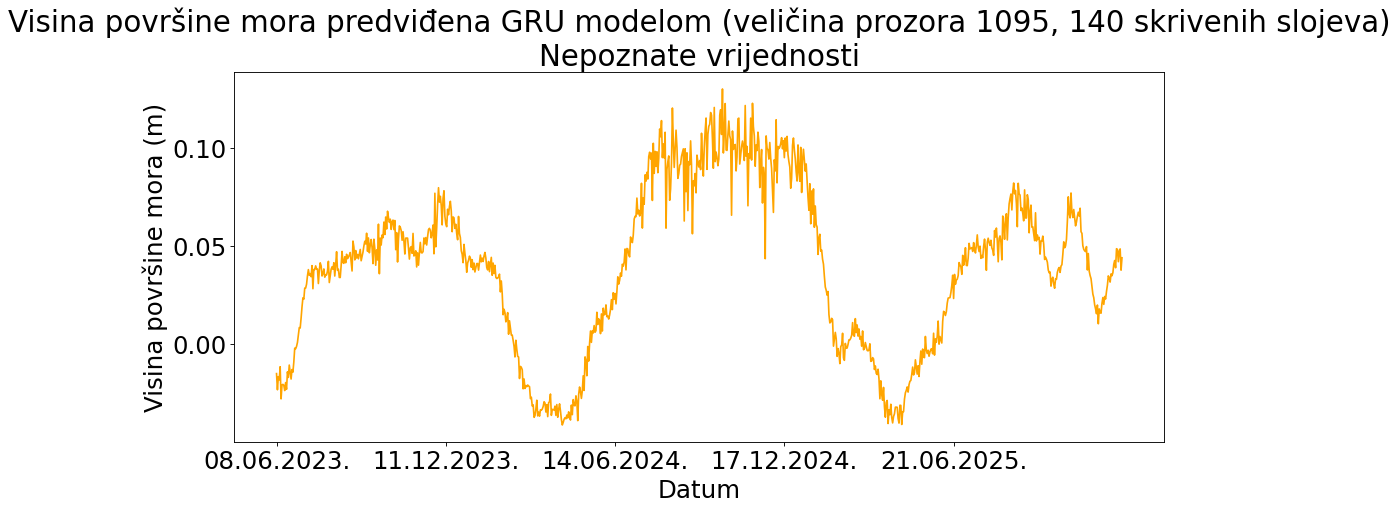 Visina površine mora predviđena GRU modelom (veličina prozora 1095, 140 skrivenih slojeva)
Nepoznate vrijednosti
Visina površine mora (m)
0.10
0.05
0.00
08.06.2023. 11.12.2023. 14.06.2024. 17.12.2024. 21.06.2025.
Datum